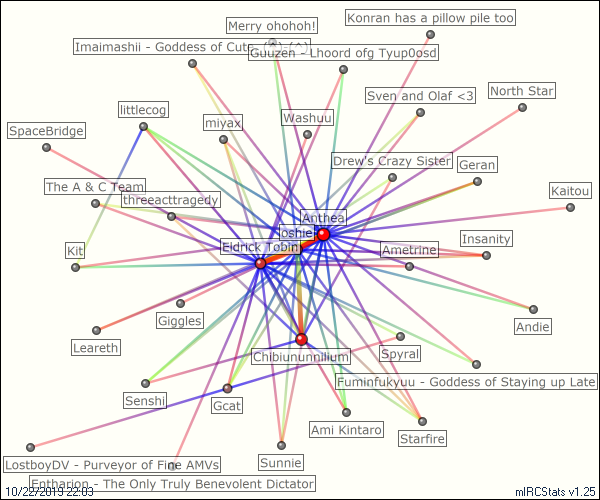 Konran has a pillow pile too
Merry ohohoh!
Imaimashii - Goddess of Cute
Guuzen - Lhoord ofg Tyup0osd
North Star
Sven and Olaf <3
littlecog
Washuu
miyax
SpaceBridge
Drew's Crazy Sister
Geran
The A & C Team
Kaitou
threeacttragedy
Anthea
Insanity
Eldrick Tobin
Kit
Ametrine
Giggles
Andie
Leareth
Spyral
Chibiununilium
Fuminfukyuu - Goddess of Staying up Late
Senshi
Gcat
Ami Kintaro
Starfire
Sunnie
LostboyDV - Purveyor of Fine AMVs
Entharion - The Only Truly Benevolent Dictator
10/22/2019 22:03
mIRCStats v1.25